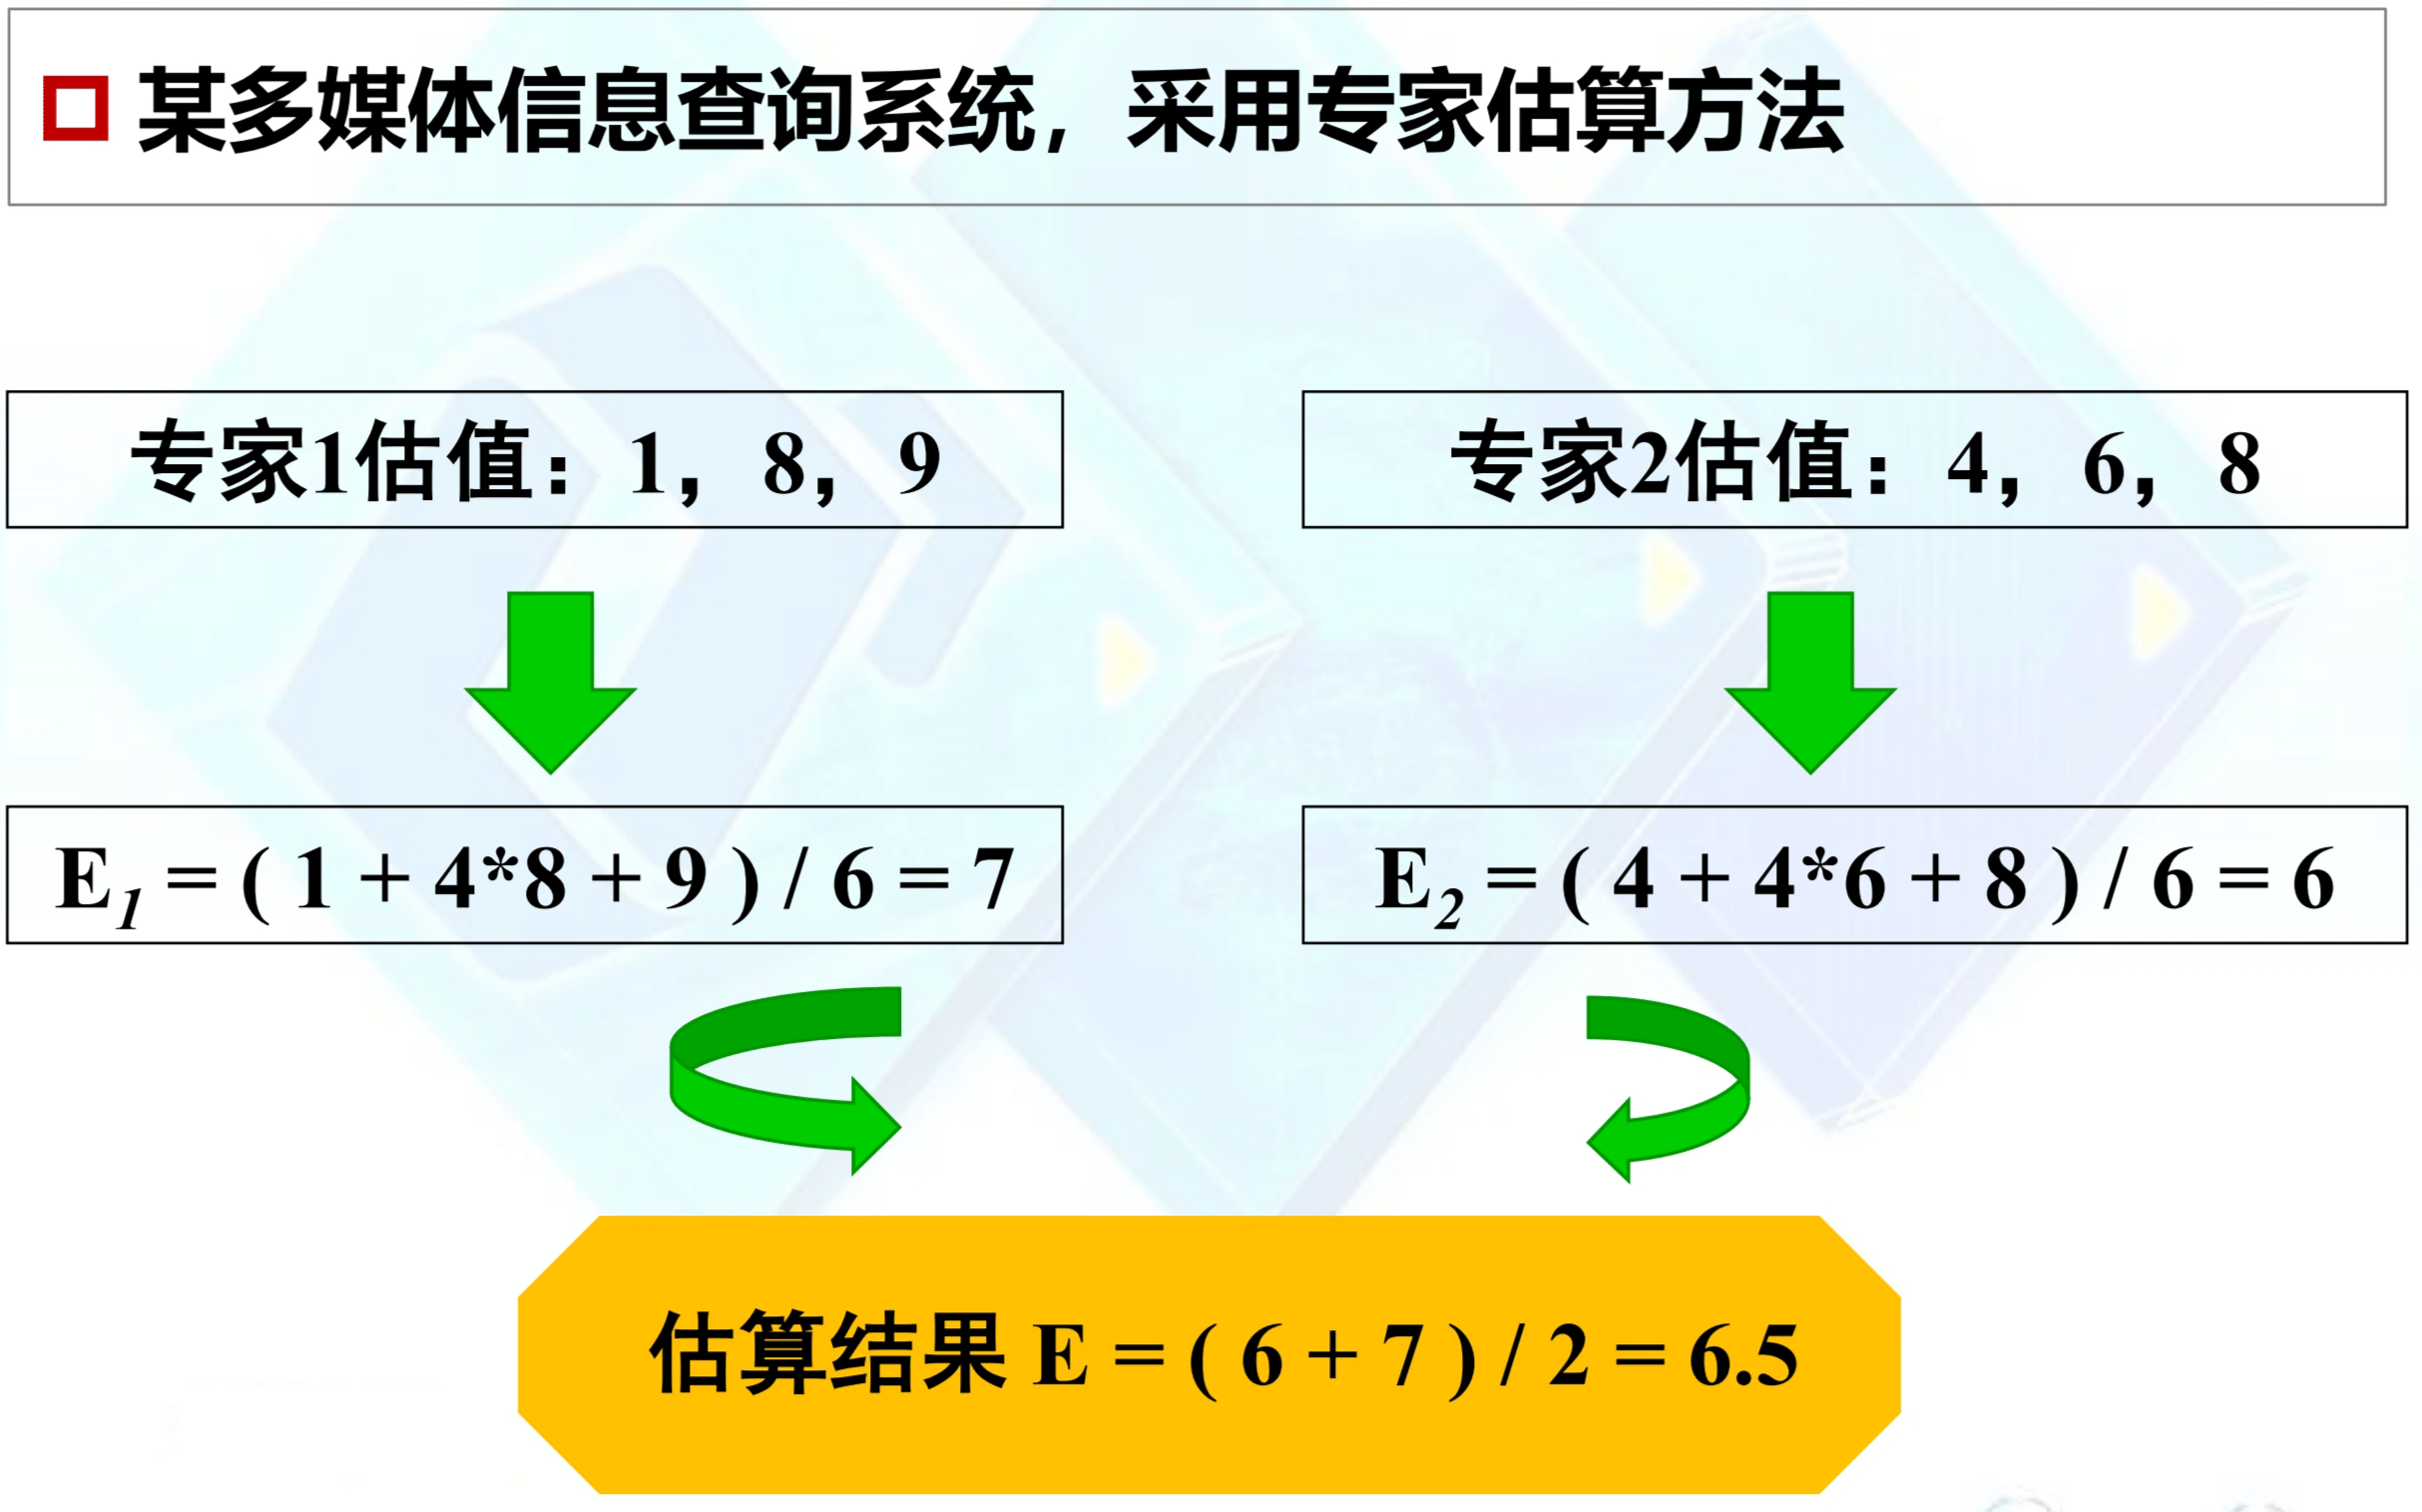 某多媒体信息查询系统，采用专家估算方法
专家1估值：1，8，9
专家2估值：4，6，8
E1 = ( 1 + 4*8 + 9 ) / 6 = 7
E2 = ( 4 + 4*6 + 8 ) / 6 = 6
估算结果 E = ( 6 + 7 ) / 2 = 6.5